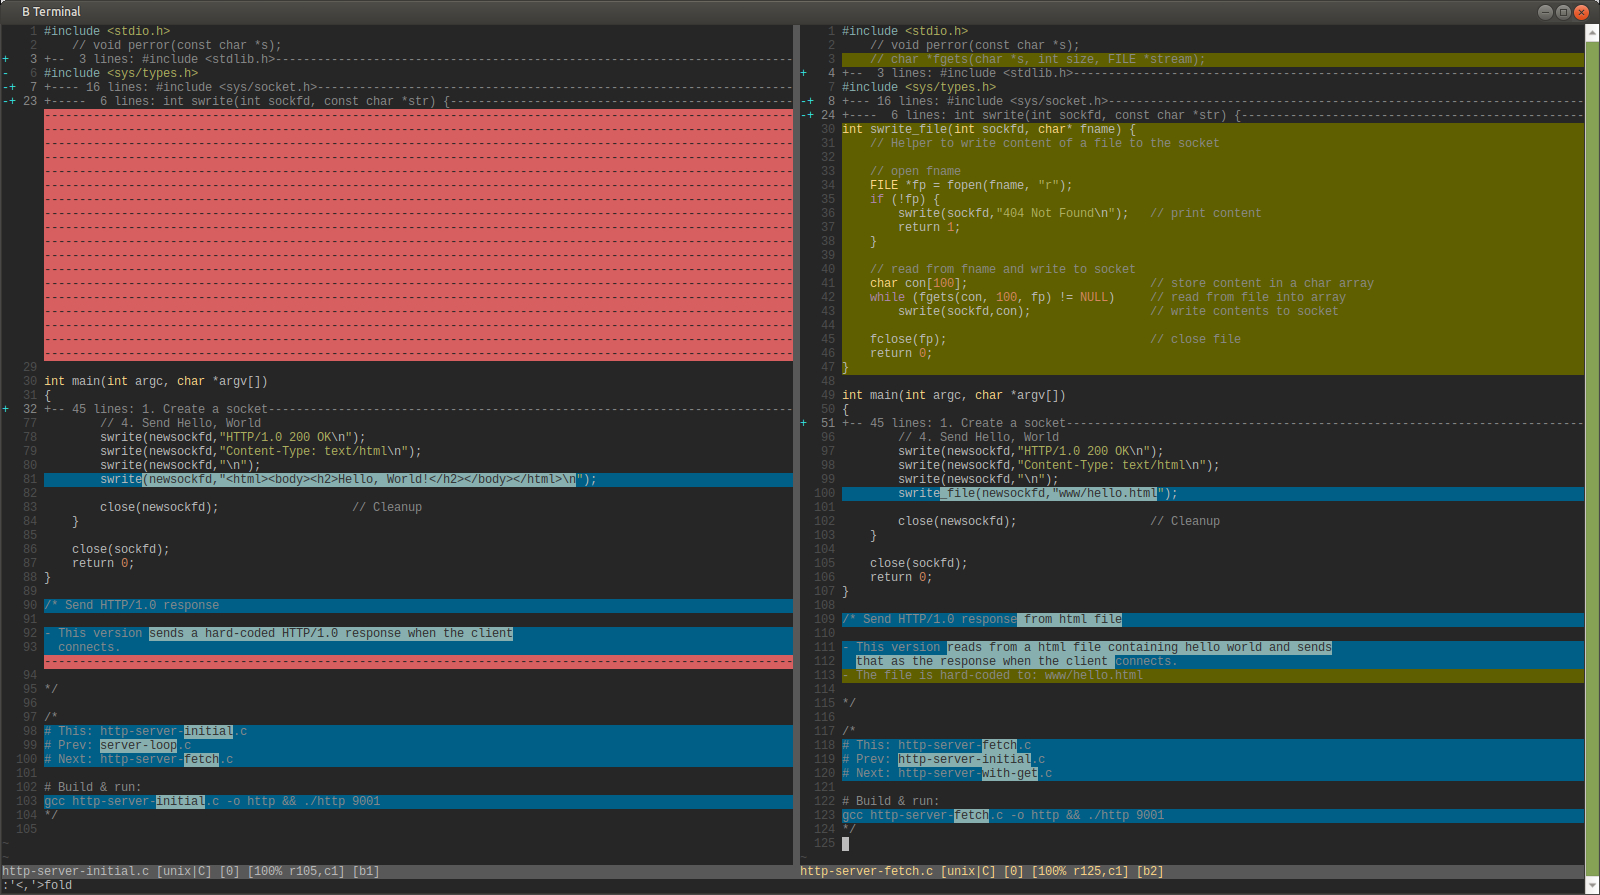 B Terminal
1 #include <stdio.h>
2     // void perror(const char *s);
+ 3 +--  3 lines: #include <stdlib.h>------------------------------
- 6 #include <sys/types.h>
-+ 7 +---- 16 lines: #include <sys/socket.h>------------------------------
-+ 23 +-----  6 lines: int swrite(int sockfd, const char *str) {------------------------------
29
30 int main(int argc, char *argv[])
31 {
+ 32 +-- 45 lines: 1. Create a socket------------------------------
77         // 4. Send Hello, World
78         swrite(newsockfd,"HTTP/1.0 200 OK\n");
79         swrite(newsockfd,"Content-Type: text/html\n");
80         swrite(newsockfd,"\n");
81         swrite(newsockfd,"<html><body><h2>Hello, World!</h2></body></html>\n");
82
83         close(newsockfd);                   // Cleanup
84     }
85
86     close(sockfd);
87     return 0;
88 }
89
90 /* Send HTTP/1.0 response
91
92 - This version sends a hard-coded HTTP/1.0 response when the client
93   connects.
94
95 */
96
97 /*
98 # This: http-server-initial.c
99 # Prev: server-loop.c
100 # Next: http-server-fetch.c
101
102 # Build & run:
103 gcc http-server-initial.c -o http && ./http 9001
104 */
105
~
~
http-server-initial.c [unix|C] [0] [100% r105,c1] [b1]
1 #include <stdio.h>
2     // void perror(const char *s);
3     // char *fgets(char *s, int size, FILE *stream);
+ 4 +--  3 lines: #include <stdlib.h>------------------------------
7 #include <sys/types.h>
-+ 8 +--- 16 lines: #include <sys/socket.h>------------------------------
-+ 24 +----  6 lines: int swrite(int sockfd, const char *str) {------------------------------
30 int swrite_file(int sockfd, char* fname) {
31     // Helper to write content of a file to the socket
32
33     // open fname
34     FILE *fp = fopen(fname, "r");
35     if (!fp) {
36         swrite(sockfd,"404 Not Found\n");   // print content
37         return 1;
38     }
39
40     // read from fname and write to socket
41     char con[100];                          // store content in a char array
42     while (fgets(con, 100, fp) != NULL)     // read from file into array
43         swrite(sockfd,con);                 // write contents to socket
44
45     fclose(fp);                             // close file
46     return 0;
47 }
48
49 int main(int argc, char *argv[])
50 {
+ 51 +-- 45 lines: 1. Create a socket------------------------------
96         // 4. Send Hello, World
97         swrite(newsockfd,"HTTP/1.0 200 OK\n");
98         swrite(newsockfd,"Content-Type: text/html\n");
99         swrite(newsockfd,"\n");
100         swrite_file(newsockfd,"www/hello.html");
101
102         close(newsockfd);                   // Cleanup
103     }
104
105     close(sockfd);
106     return 0;
107 }
108
109 /* Send HTTP/1.0 response from html file
110
111 - This version reads from a html file containing hello world and sends
112   that as the response when the client connects.
113 - The file is hard-coded to: www/hello.html
114
115 */
116
117 /*
118 # This: http-server-fetch.c
119 # Prev: http-server-initial.c
120 # Next: http-server-with-get.c
121
122 # Build & run:
123 gcc http-server-fetch.c -o http && ./http 9001
124 */
125
~
http-server-fetch.c [unix|C] [0] [100% r125,c1] [b2]
:'<,'>fold